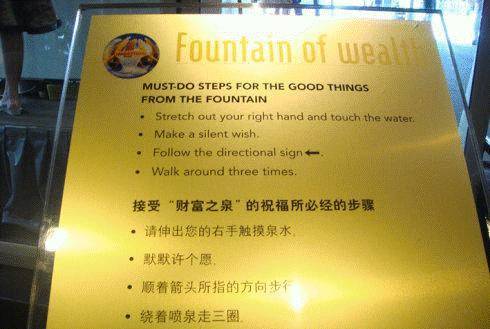 Fountain of wealth
MUST-DO STEPS FOR THE GOOD THINGS
FROM THE FOUNTAIN
• Stretch out your right hand and touch the water.
• Make a silent wish.
• Follow the directional sign ←.
• Walk around three times.
接受“财富之泉”的祝福所必经的步骤
• 请伸出您的右手触摸泉水.
• 默默许个愿.
• 顺着箭头所指的方向步行
• 绕着喷泉走三圈.